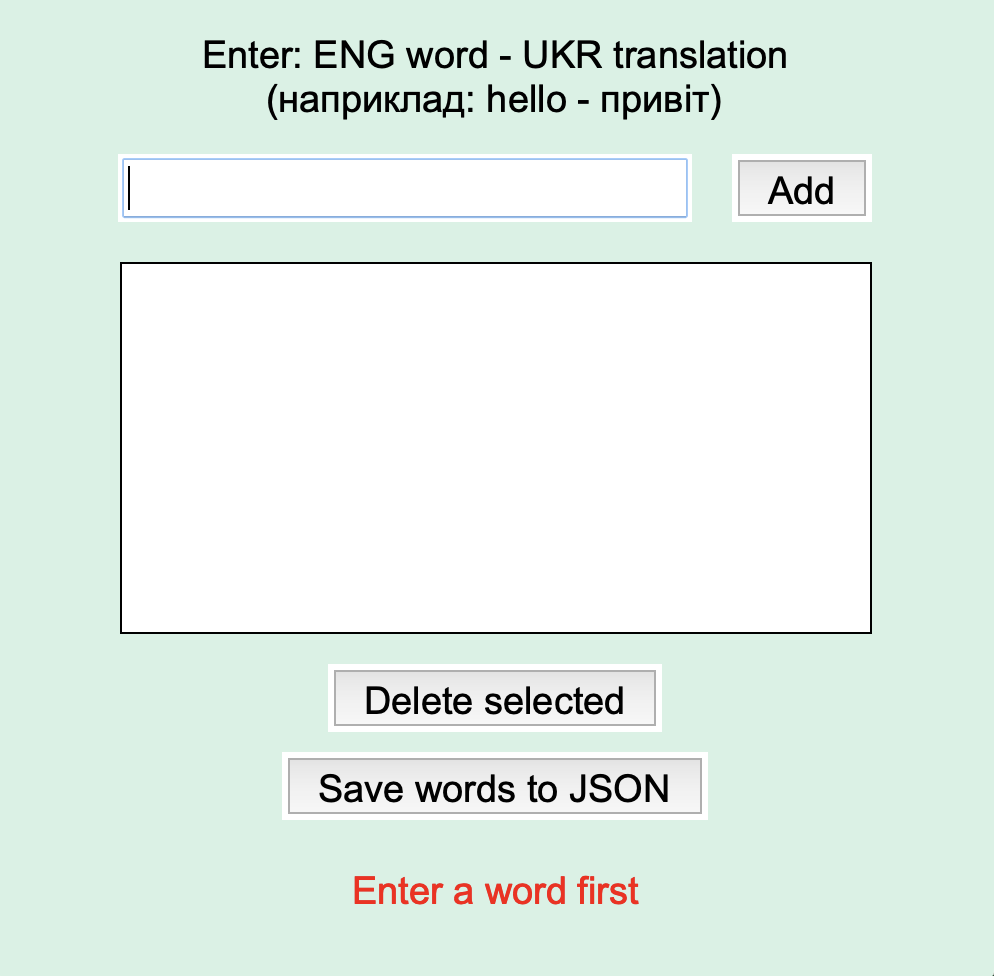 Enter: ENG word - UKR translation
(наприклад: hello - привіт)
Add
Delete selected
Save words to JSON
Enter a word first